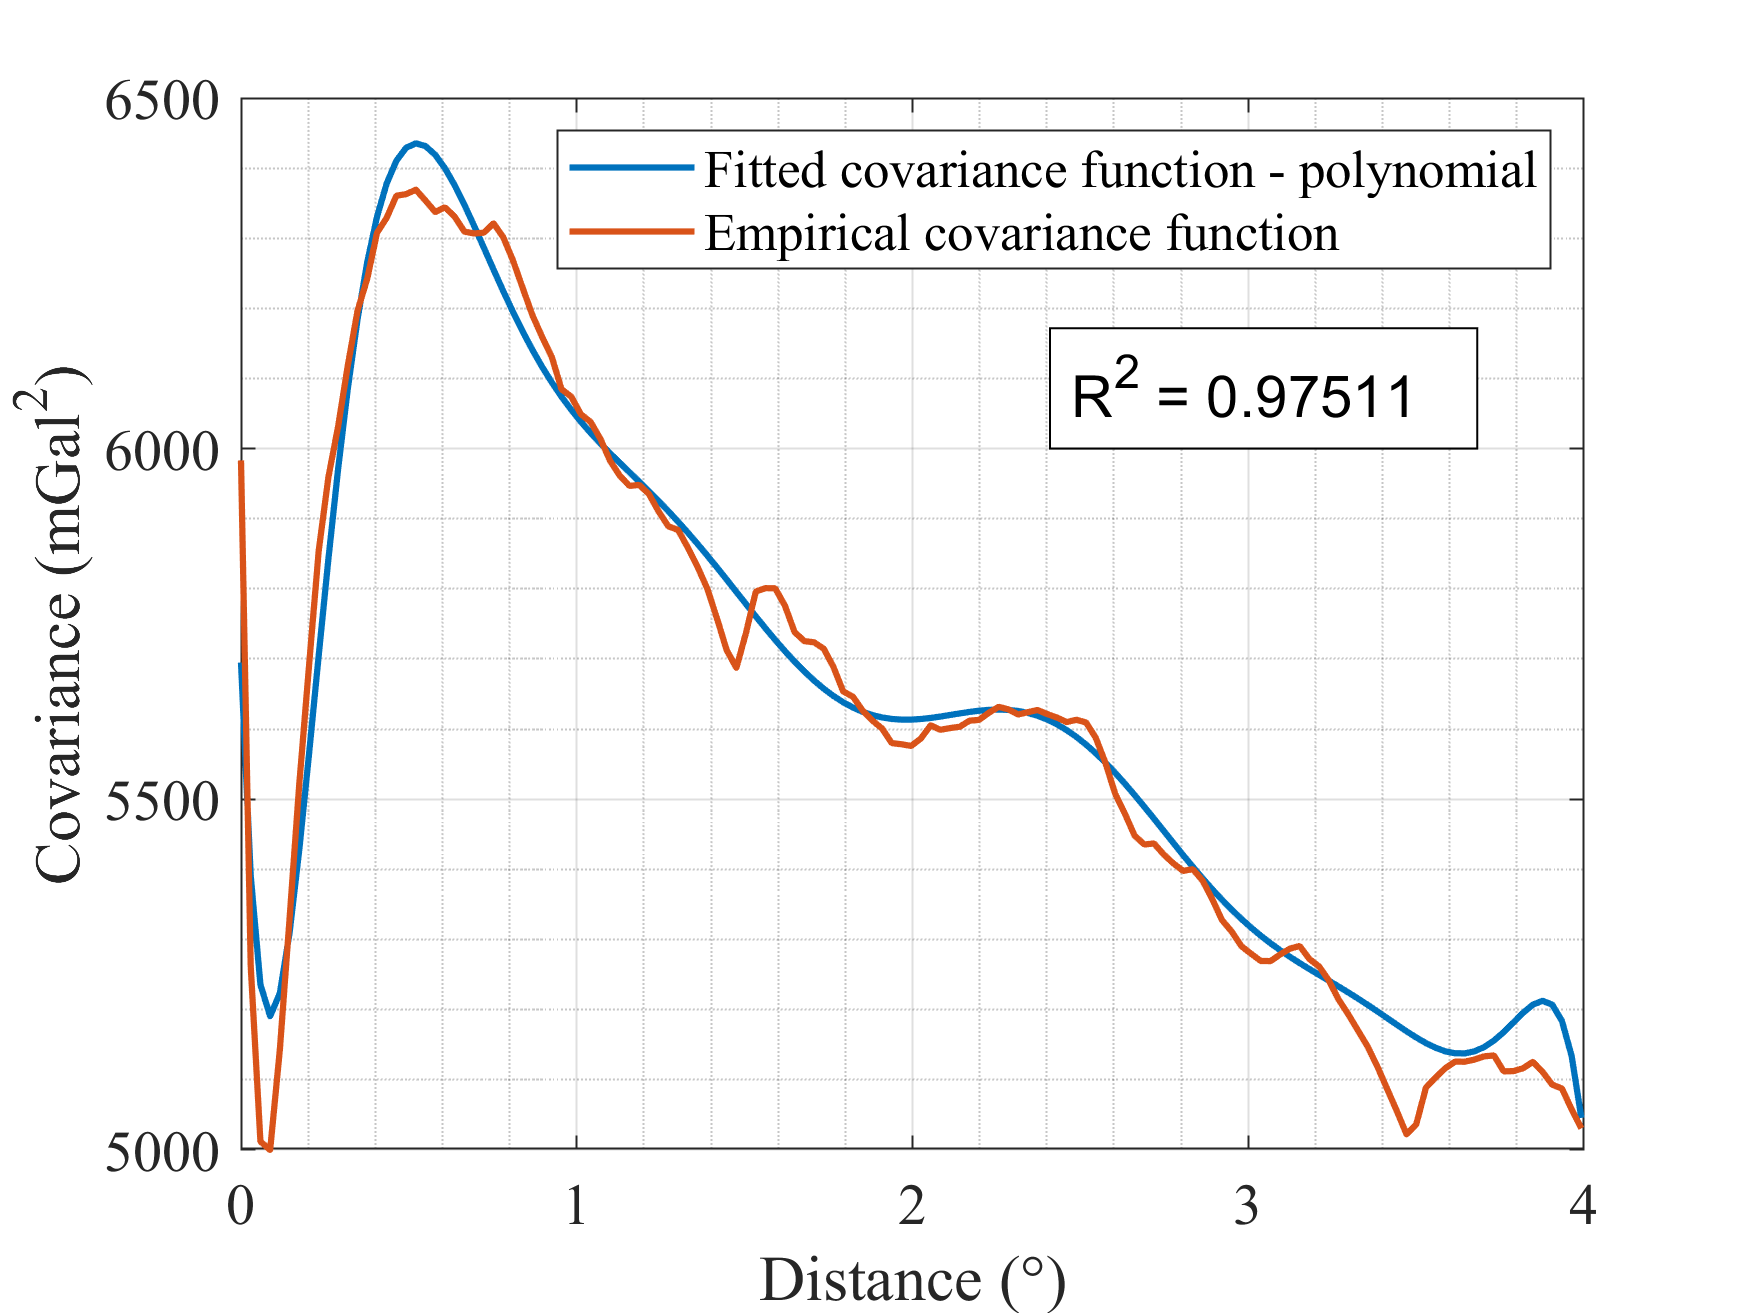 6500
6000
5500
5000
Covariance (mGal²)
Fitted covariance function - polynomial
Empirical covariance function
R² = 0.97511
0 1 2 3 4
Distance (°)